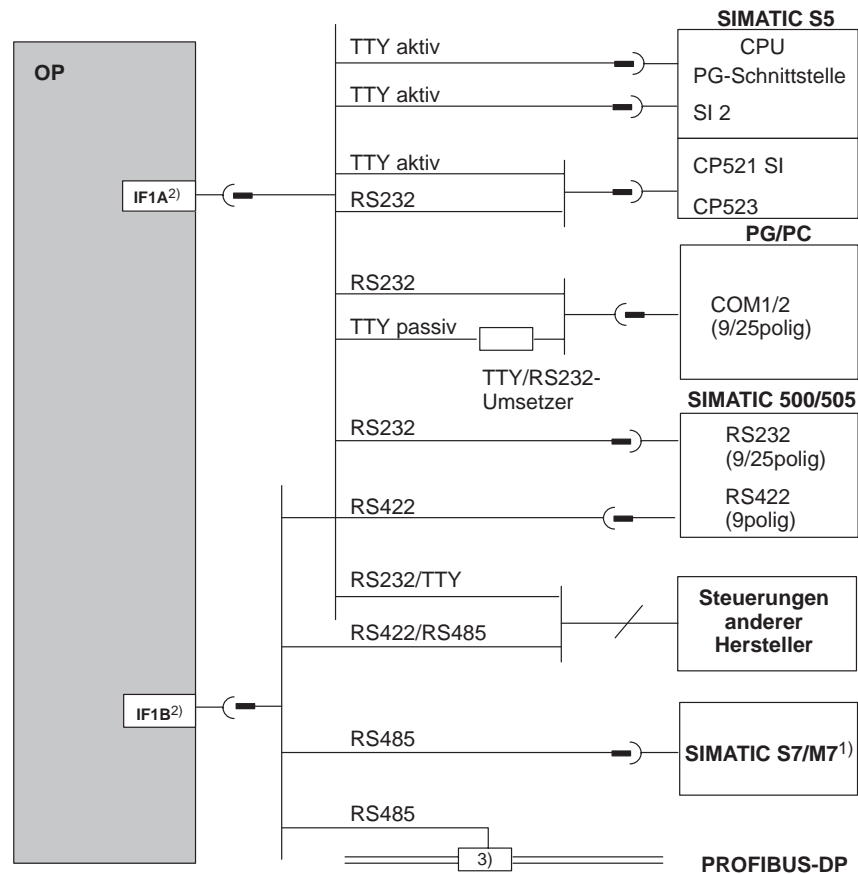 SIMATIC S5
OP
TTY aktiv
CPU
PG-Schnittstelle
TTY aktiv
SI 2
TTY aktiv
CP521 SI
IF1A2)
RS232
CP523
PG/PC
RS232
COM1/2
(9/25polig)
TTY passiv
TTY/RS232-
Umsetzer
SIMATIC 500/505
RS232
RS232
(9/25polig)
RS422
RS422
(9polig)
RS232/TTY
Steuerungen
anderer
Hersteller
RS422/RS485
IF1B2)
RS485
SIMATIC S7/M71)
RS485
3)
PROFIBUS-DP